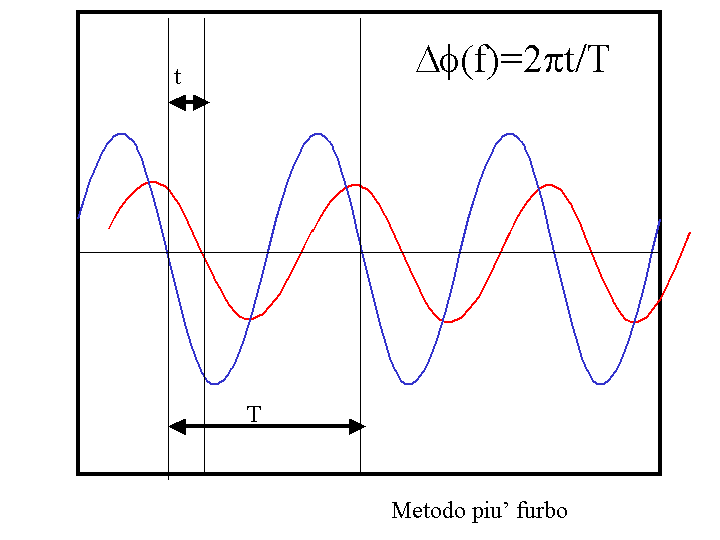 Δϕ(f)=2πt/T
t
T
Metodo piu’ furbo